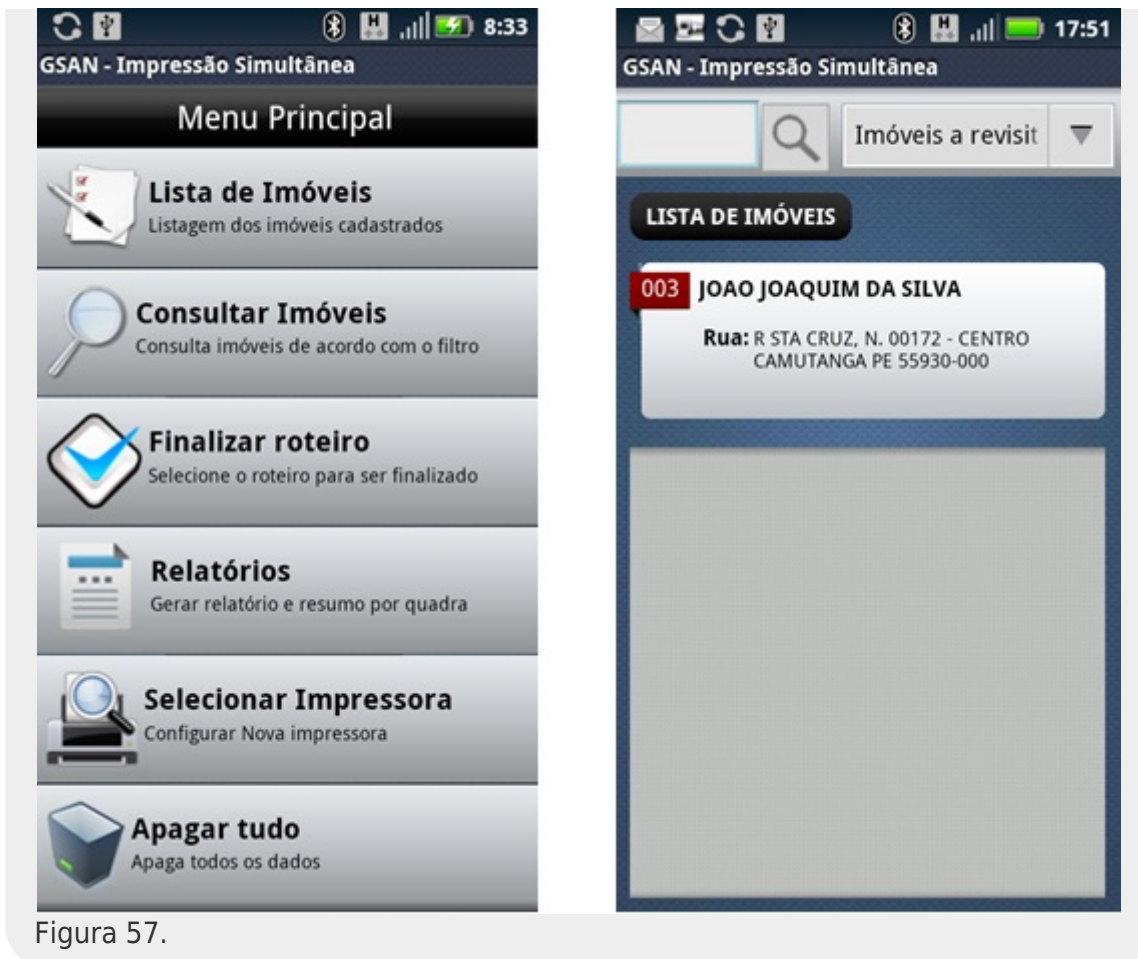 8:33
GSAN - Impressão Simultânea
Menu Principal
Lista de Imóveis
Listagem dos imóveis cadastrados
Consultar Imóveis
Consulta imóveis de acordo com o filtro
Finalizar roteiro
Selecione o roteiro para ser finalizado
Relatórios
Gerar relatório e resumo por quadra
Selecionar Impressora
Configurar Nova impressora
Apagar tudo
Apaga todos os dados
17:51
GSAN - Impressão Simultânea
Imóveis a revisit
LISTA DE IMÓVEIS
003 JOAO JOAQUIM DA SILVA
Rua: R STA CRUZ, N. 00172 - CENTRO
CAMUTANGA PE 55930-000
Figura 57.